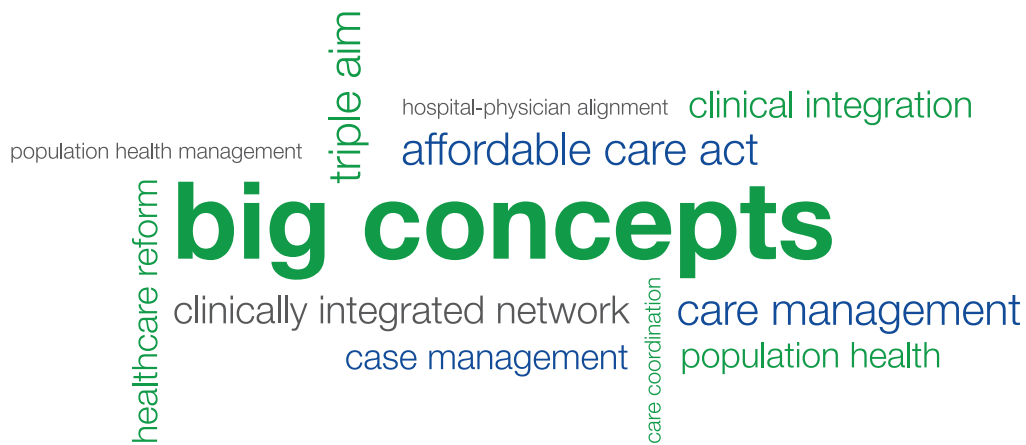 triple aim
hospital-physician alignment
clinical integration
population health management
affordable care act
healthcare reform
big concepts
clinically integrated network
care coordination
care management
case management
population health